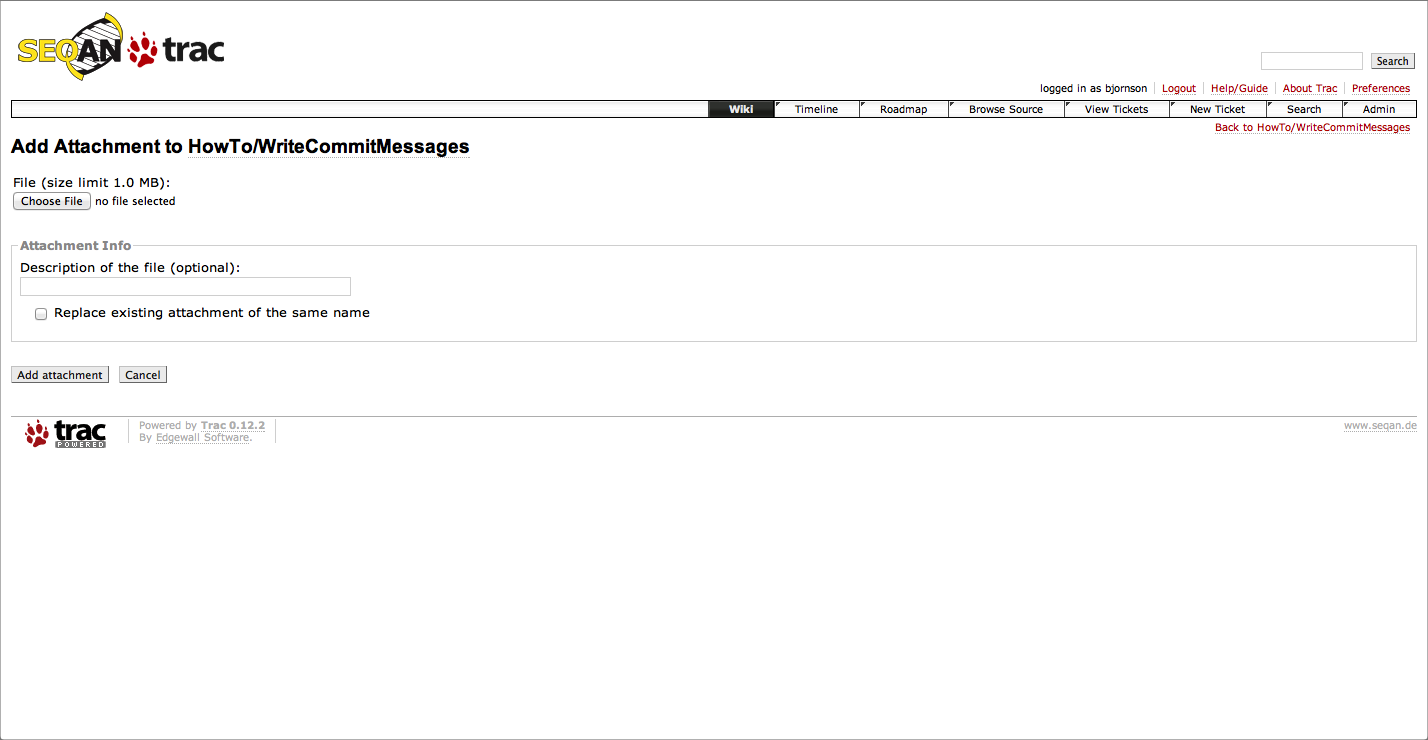 SEQAN trac
Search
logged in as bjornson Logout Help/Guide About Trac Preferences
Wiki Timeline Roadmap Browse Source View Tickets New Ticket Search Admin
Back to HowTo/WriteCommitMessages
Add Attachment to HowTo/WriteCommitMessages
File (size limit 1.0 MB):
Choose File no file selected
Attachment Info
Description of the file (optional):
Replace existing attachment of the same name
Add attachment Cancel
trac POWERED
Powered by Trac 0.12.2
By Edgewall Software.
www.seqan.de